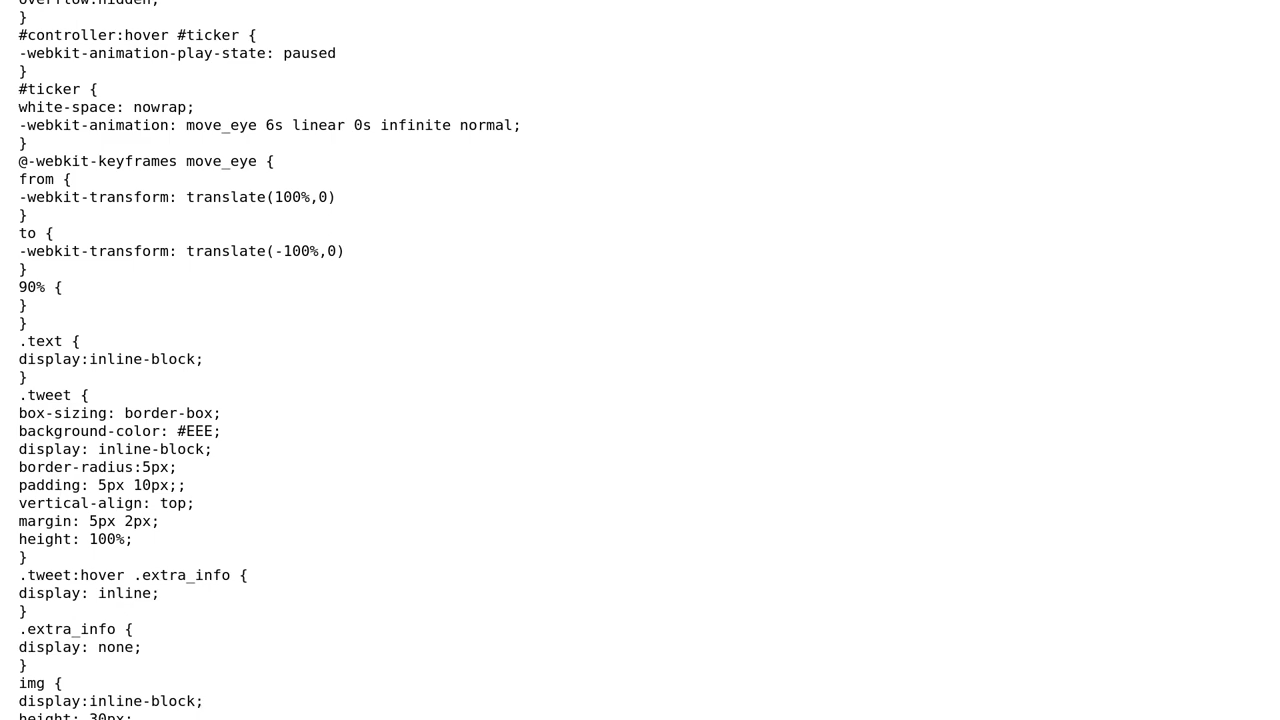 overflow:hidden;
}
#controller:hover #ticker {
-webkit-animation-play-state: paused
}
#ticker {
white-space: nowrap;
-webkit-animation: move_eye 6s linear 0s infinite normal;
}
@-webkit-keyframes move_eye {
from {
-webkit-transform: translate(100%,0)
}
to {
-webkit-transform: translate(-100%,0)
}
90% {
}
}
.text {
display:inline-block;
}
.tweet {
box-sizing: border-box;
background-color: #EEE;
display: inline-block;
border-radius:5px;
padding: 5px 10px;;
vertical-align: top;
margin: 5px 2px;
height: 100%;
}
.tweet:hover .extra_info {
display: inline;
}
.extra_info {
display: none;
}
img {
display:inline-block;
height: 30px;